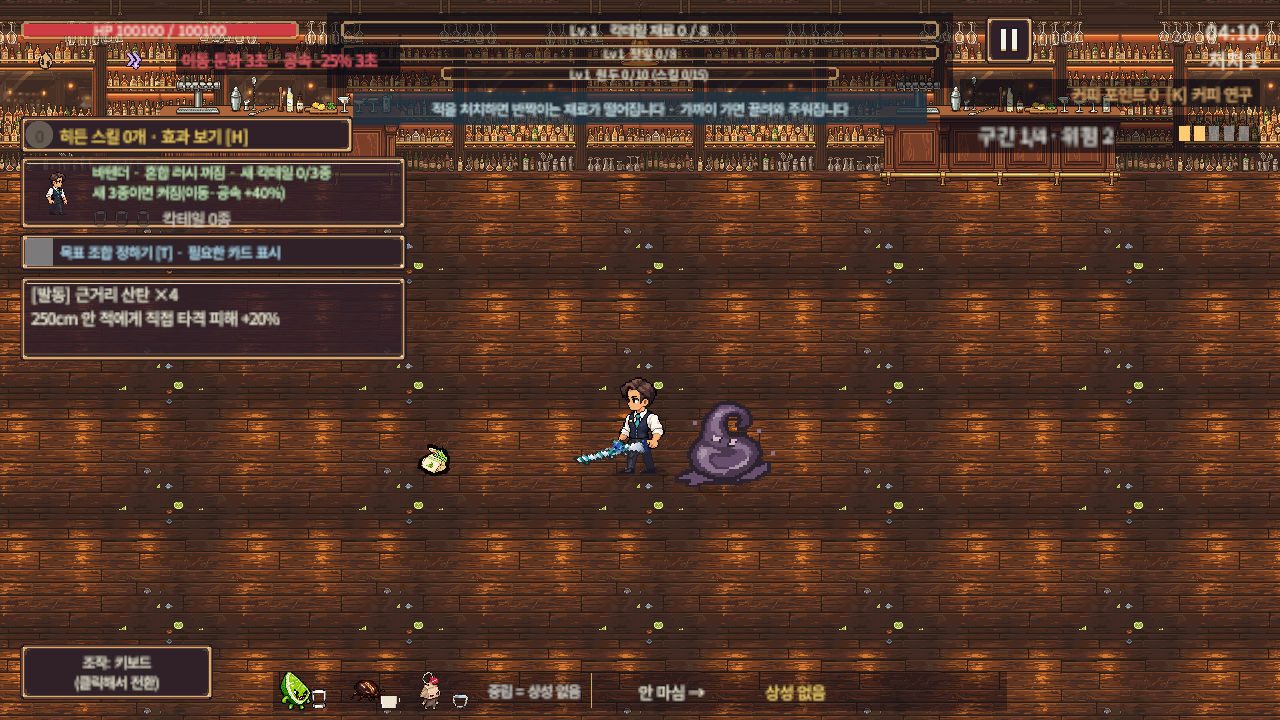 HP 100100 / 100100
Lv 1 칵테일 재료 0 / 8
04:10
이동 둔화 3초 · 공속 -25% 3초
Lv1 맛집 0/8
처치 1
Lv1 원두 0/10 (스킬 0/15)
커피 포인트 0 [K] 커피 연구
적을 처치하면 반짝이는 재료가 떨어집니다 · 가까이 가면 끌려와 주워집니다
0 히든 스킬 0개 · 효과 보기 [H]
구간 1/4 · 위험 2
바텐더 · 혼합 러시 꺼짐 · 새 칵테일 0/3종
새 3종이면 켜짐(이동·공속 +40%)
칵테일 0종
목표 조합 정하기 [T] · 필요한 카드 표시
[발동] 근거리 산탄 ×4
250cm 안 적에게 직접 타격 피해 +20%
조작: 키보드
(클릭해서 전환)
중립 = 상성 없음
안 마심 →
상성 없음